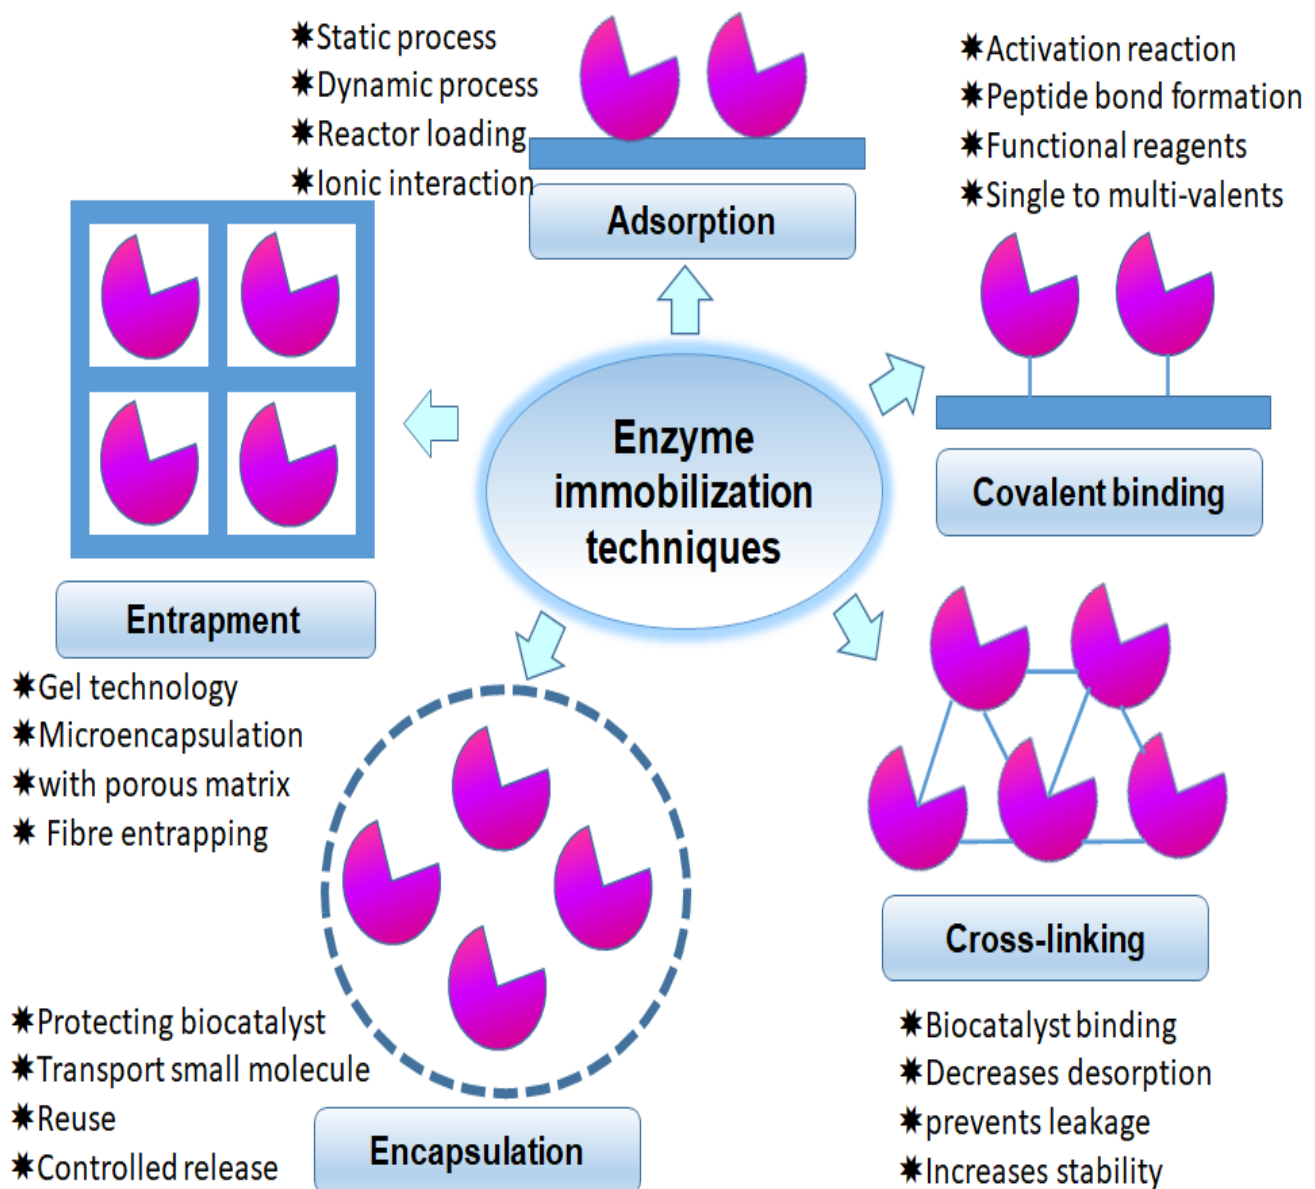 ✷Static process
✷Dynamic process
✷Reactor loading
✷Ionic interaction
Adsorption
✷Activation reaction
✷Peptide bond formation
✷Functional reagents
✷Single to multi-valents
Covalent binding
Enzyme
immobilization
techniques
Entrapment
✷Gel technology
✷Microencapsulation
✷with porous matrix
✷ Fibre entrapping
Cross-linking
✷Biocatalyst binding
✷Decreases desorption
✷prevents leakage
✷Increases stability
✷Protecting biocatalyst
✷Transport small molecule
✷Reuse
✷Controlled release
Encapsulation